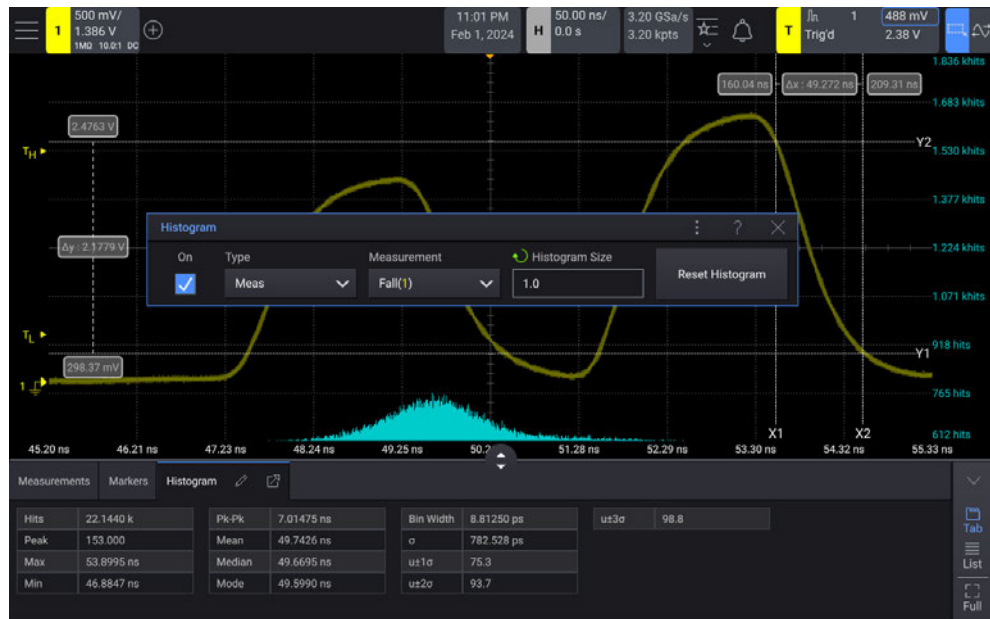 1
500 mV/
1.386 V
1MΩ 10.0:1 DC
11:01 PM
Feb 1, 2024
H
50.00 ns/
0.0 s
3.20 GSa/s
3.20 kpts
T
1
Trig'd
488 mV
2.38 V
1.836 khits
160.04 ns
Δx : 49.272 ns
209.31 ns
1.683 khits
2.4763 V
Y2
TH
1.530 khits
1.377 khits
Histogram
?
Δy : 2.1779 V
1.224 khits
On
Type
Measurement
Histogram Size
Meas
Fall(1)
1.0
Reset Histogram
1.071 khits
TL
918 hits
Y1
298.37 mV
1
765 hits
X1
X2
612 hits
45.20 ns
46.21 ns
47.23 ns
48.24 ns
49.25 ns
50.2
51.28 ns
52.29 ns
53.30 ns
54.32 ns
55.33 ns
Measurements
Markers
Histogram
Hits 22.1440 k
Peak 153.000
Max 53.8995 ns
Min 46.8847 ns
Pk-Pk 7.01475 ns
Mean 49.7426 ns
Median 49.6695 ns
Mode 49.5990 ns
Bin Width 8.81250 ps
σ 782.528 ps
u±1σ 75.3
u±2σ 93.7
u±3σ 98.8
Tab
List
Full